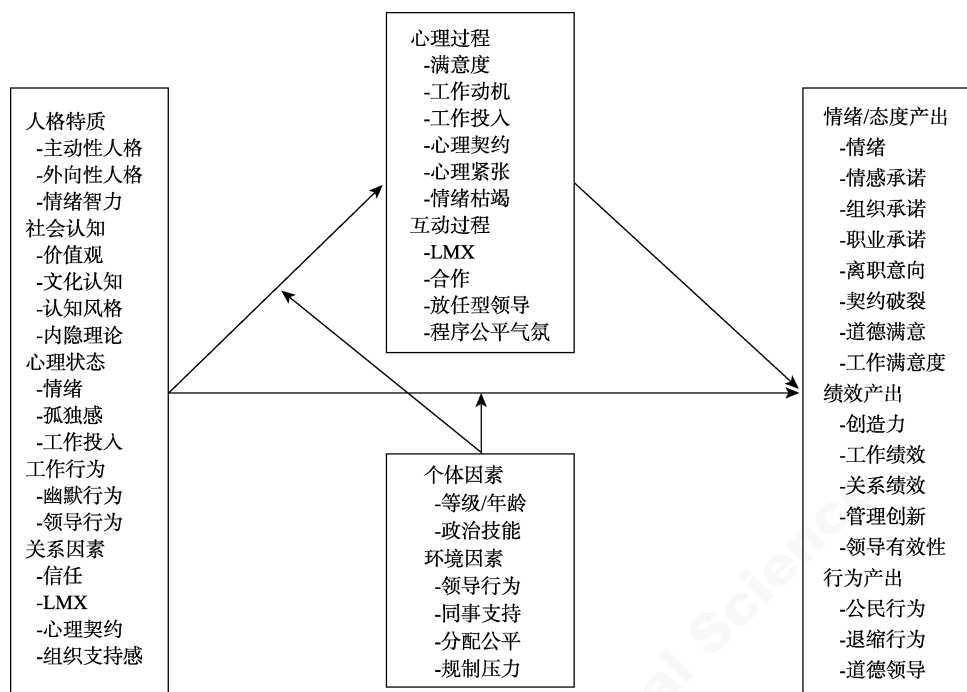 人格特质
-主动性人格
-外向性人格
-情绪智力
社会认知
-价值观
-文化认知
-认知风格
-内隐理论
心理状态
-情绪
-孤独感
-工作投入
工作行为
-幽默行为
-领导行为
关系因素
-信任
-LMX
-心理契约
-组织支持感
心理过程
-满意度
-工作动机
-工作投入
-心理契约
-心理紧张
-情绪枯竭
互动过程
-LMX
-合作
-放任型领导
-程序公平气氛
个体因素
-等级/年龄
-政治技能
环境因素
-领导行为
-同事支持
-分配公平
-规制压力
情绪/态度产出
-情绪
-情感承诺
-组织承诺
-职业承诺
-离职意向
-契约破裂
-道德满意
-工作满意度
绩效产出
-创造力
-工作绩效
-关系绩效
-管理创新
-领导有效性
行为产出
-公民行为
-退缩行为
-道德领导
al Science